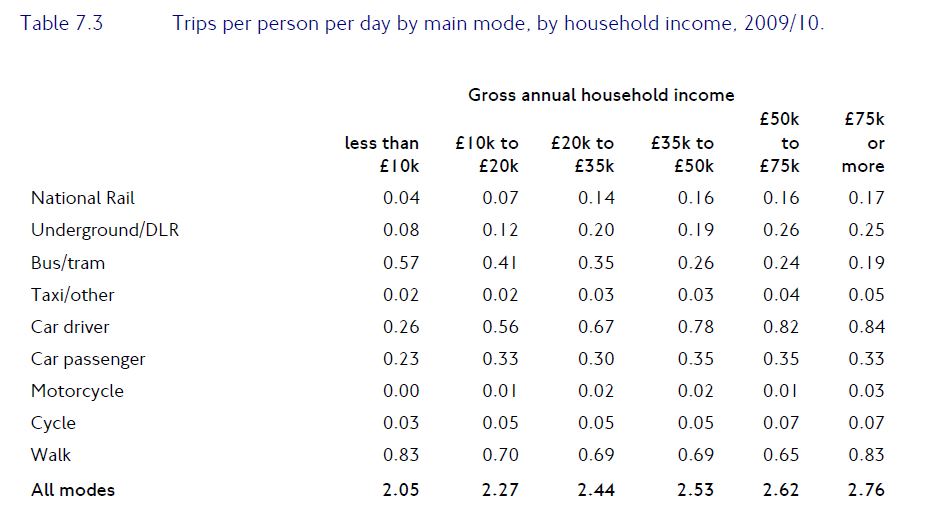 Table 7.3 Trips per person per day by main mode, by household income, 2009/10.
Gross annual household income
£50k £75k
less than £10k to £20k to £35k to to or
£10k £20k £35k £50k £75k more
National Rail 0.04 0.07 0.14 0.16 0.16 0.17
Underground/DLR 0.08 0.12 0.20 0.19 0.26 0.25
Bus/tram 0.57 0.41 0.35 0.26 0.24 0.19
Taxi/other 0.02 0.02 0.03 0.03 0.04 0.05
Car driver 0.26 0.56 0.67 0.78 0.82 0.84
Car passenger 0.23 0.33 0.30 0.35 0.35 0.33
Motorcycle 0.00 0.01 0.02 0.02 0.01 0.03
Cycle 0.03 0.05 0.05 0.05 0.07 0.07
Walk 0.83 0.70 0.69 0.69 0.65 0.83
All modes 2.05 2.27 2.44 2.53 2.62 2.76